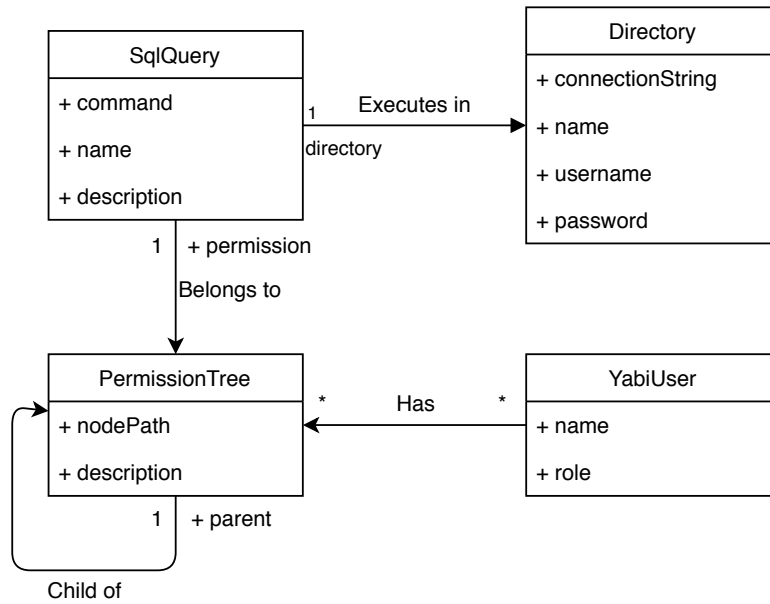 SqlQuery
+ command
+ name
+ description
1
Executes in
directory
Directory
+ connectionString
+ name
+ username
+ password
1 + permission
Belongs to
PermissionTree
+ nodePath
+ description
* Has *
YabiUser
+ name
+ role
1 + parent
Child of